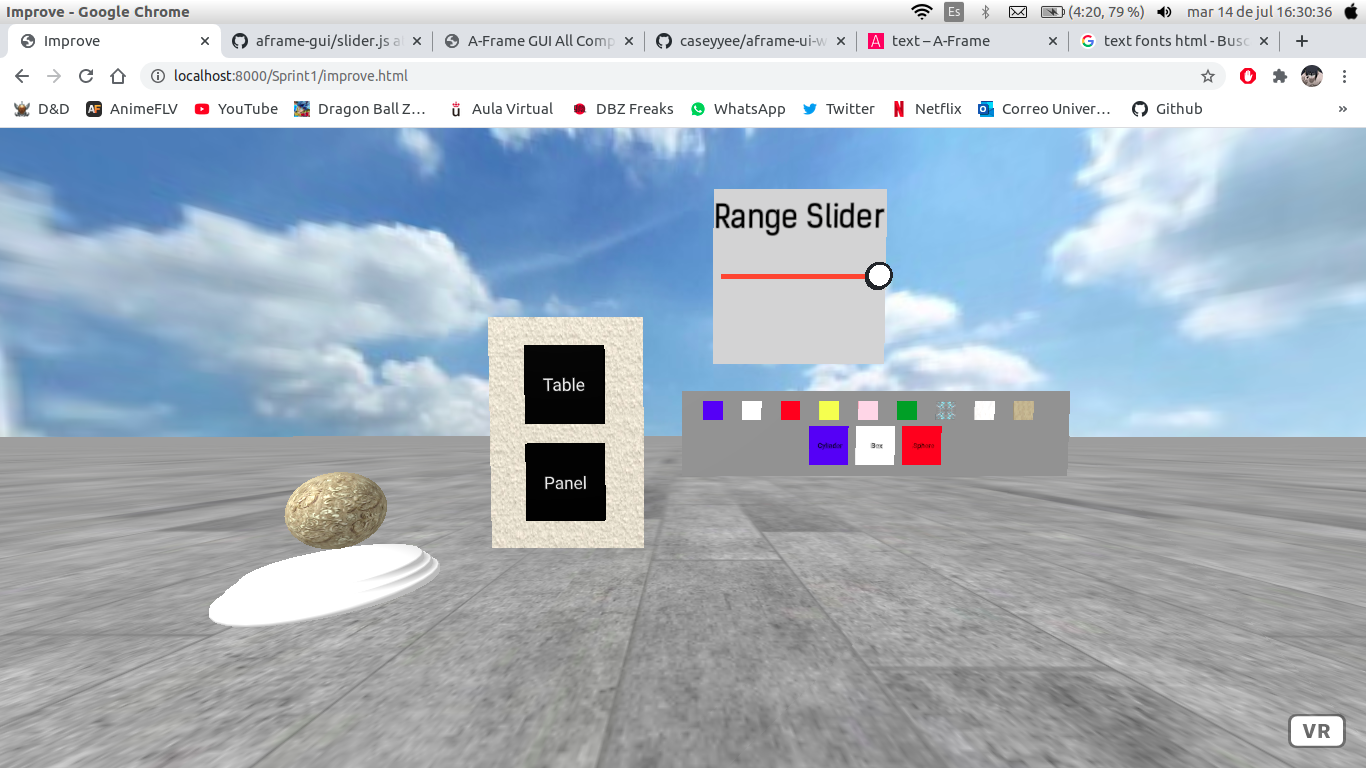 Improve - Google Chrome
Es
(4:20, 79 %)
mar 14 de jul 16:30:36
Improve
aframe-gui/slider.js a
A-Frame GUI All Comp
caseyyee/aframe-ui-w
text – A-Frame
text fonts html - Busc
localhost:8000/Sprint1/improve.html
D&D
AnimeFLV
YouTube
Dragon Ball Z…
Aula Virtual
DBZ Freaks
WhatsApp
Twitter
Netflix
Correo Univer…
Github
»
Range Slider
Table
Panel
Cylinder
Box
Sphere
VR